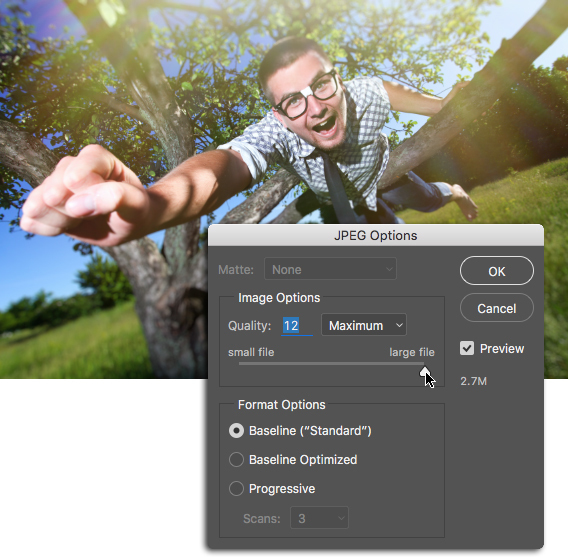 JPEG Options
Matte: None
OK
Image Options
Cancel
Quality: 12 Maximum
small file large file
Preview
2.7M
Format Options
Baseline ("Standard")
Baseline Optimized
Progressive
Scans: 3